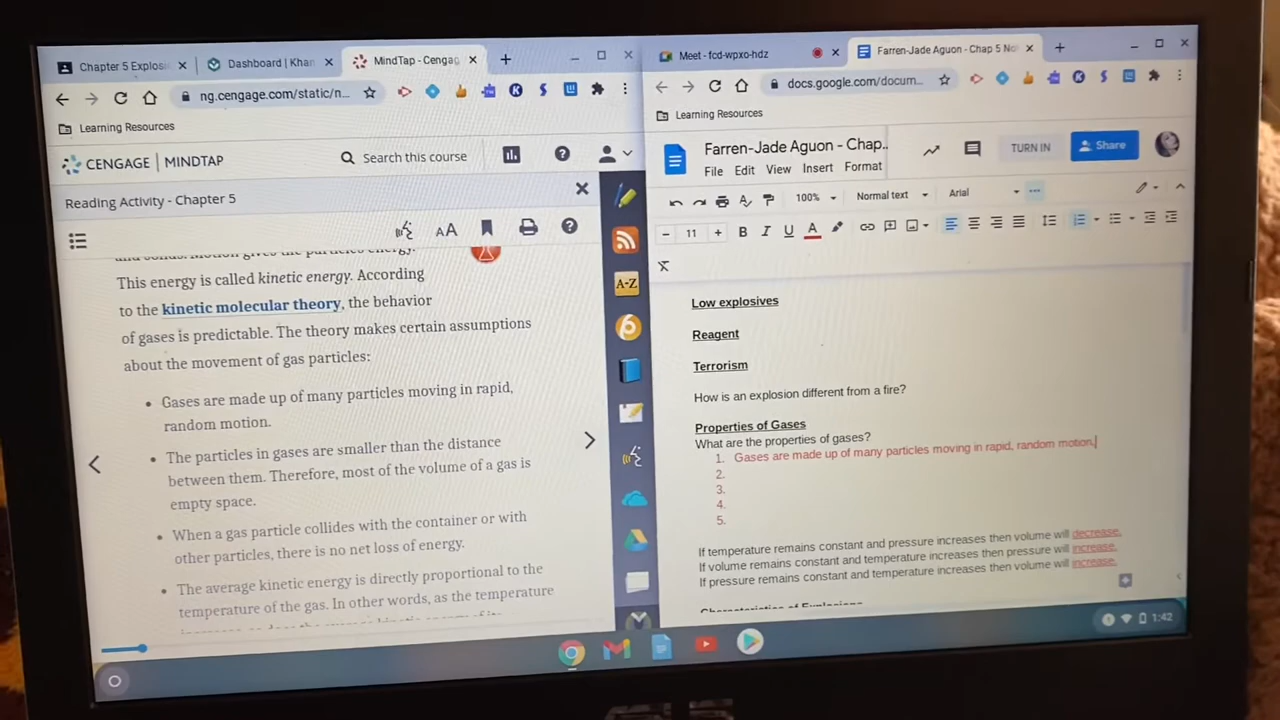 Chapter 5 Explosi
Dashboard | Khan
MindTap - Cengag
ng.cengage.com/static/n...
Learning Resources
CENGAGE | MINDTAP
Search this course
Reading Activity - Chapter 5
AA
This energy is called kinetic energy. According
to the kinetic molecular theory, the behavior
of gases is predictable. The theory makes certain assumptions
about the movement of gas particles:
• Gases are made up of many particles moving in rapid,
random motion.
• The particles in gases are smaller than the distance
between them. Therefore, most of the volume of a gas is
empty space.
• When a gas particle collides with the container or with
other particles, there is no net loss of energy.
• The average kinetic energy is directly proportional to the
temperature of the gas. In other words, as the temperature
A-Z
Meet - fcd-wpxo-hdz
Farren-Jade Aguon - Chap 5 No
docs.google.com/docum...
Learning Resources
Farren-Jade Aguon - Chap..
File Edit View Insert Format
TURN IN
Share
100%
Normal text
Arial
- 11 + B I U A
Low explosives
Reagent
Terrorism
How is an explosion different from a fire?
Properties of Gases
What are the properties of gases?
1. Gases are made up of many particles moving in rapid, random motion.
2.
3.
4.
5.
If temperature remains constant and pressure increases then volume will decrease.
If volume remains constant and temperature increases then pressure will increase.
If pressure remains constant and temperature increases then volume will increase.
Characteristics of Explosions
1:42